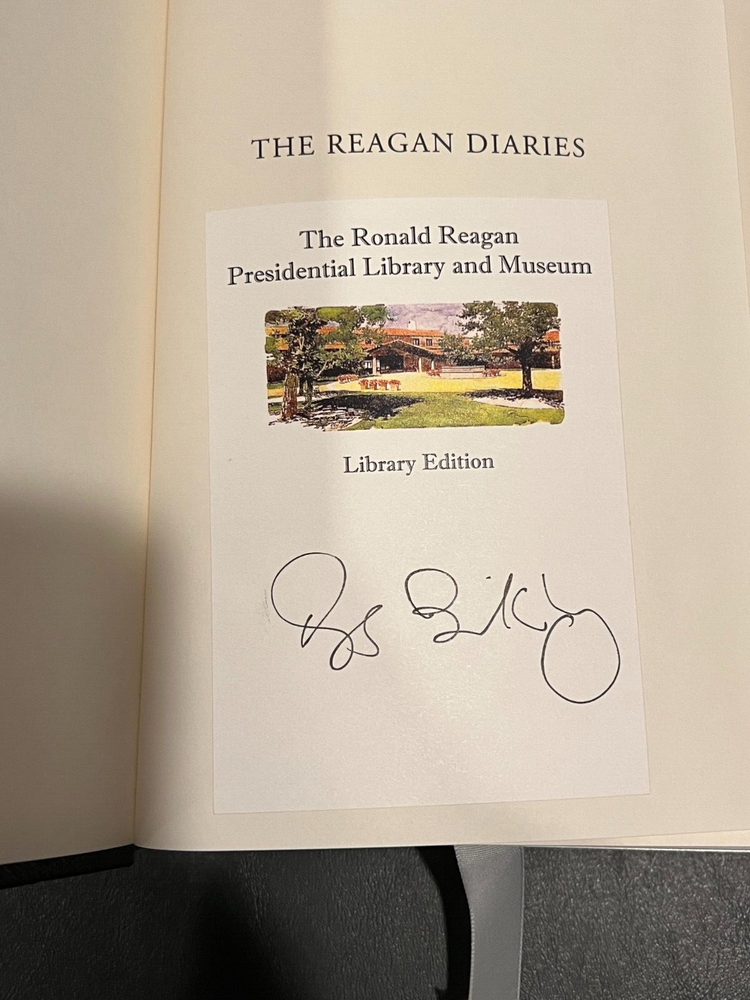 THE REAGAN DIARIES
The Ronald Reagan
Presidential Library and Museum
Library Edition